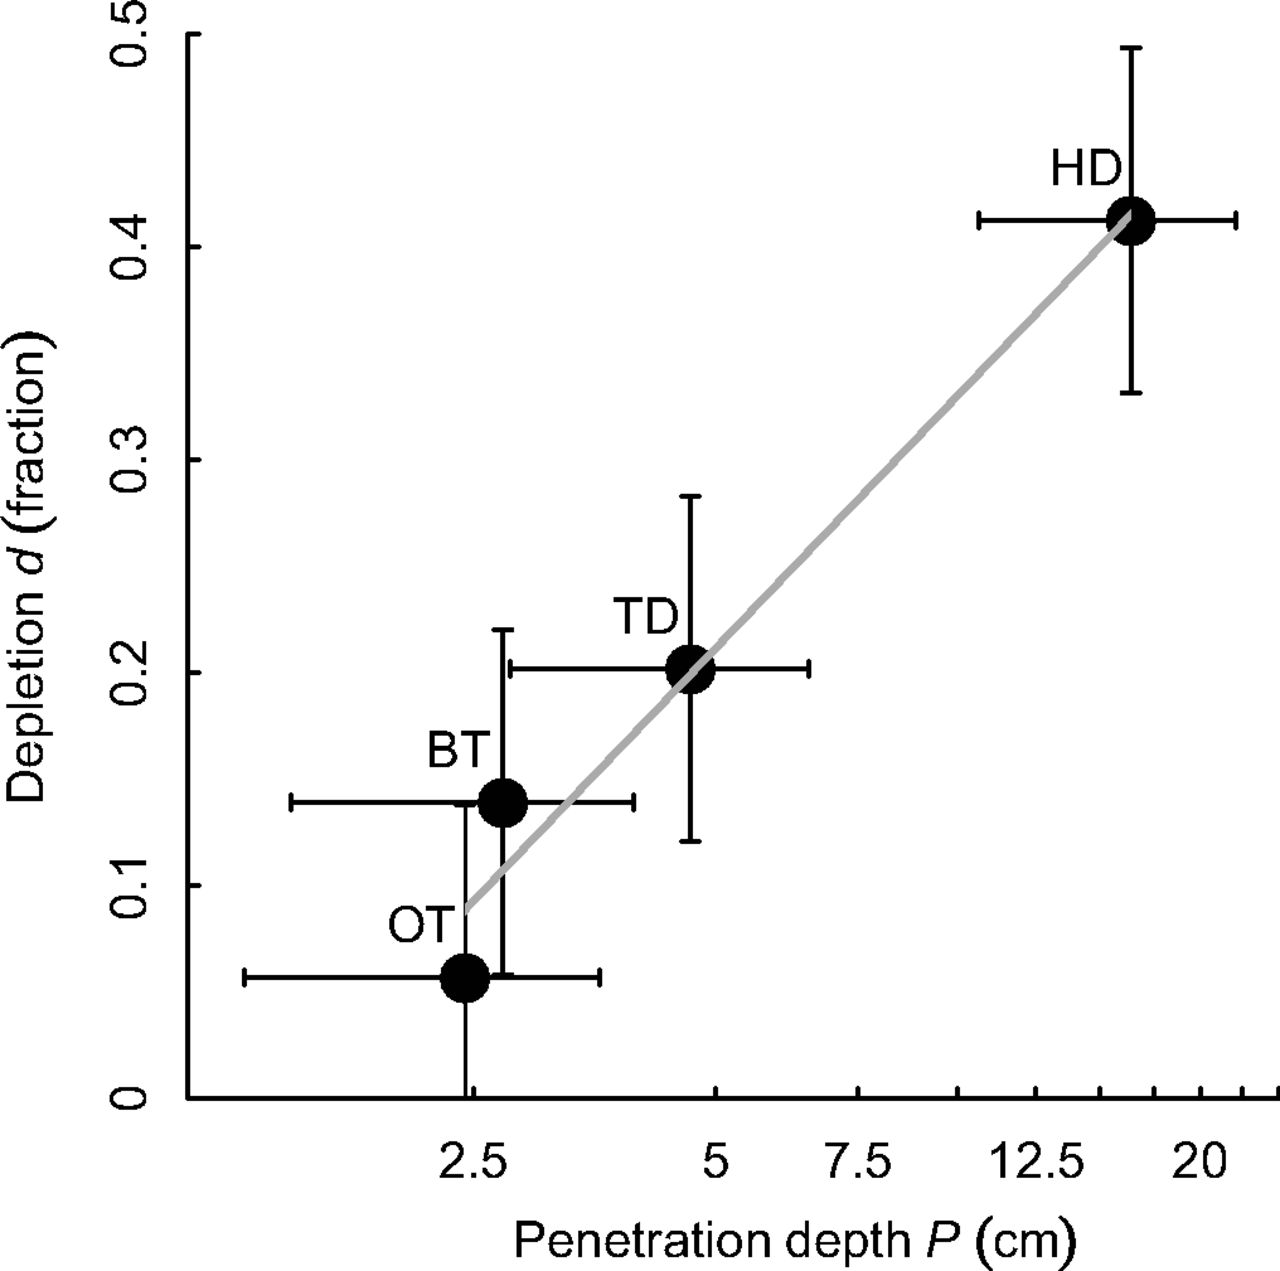 Depletion d (fraction)
0.5
0.4
0.3
0.2
0.1
0
HD
TD
BT
OT
2.5 5 7.5 12.5 20
Penetration depth P (cm)